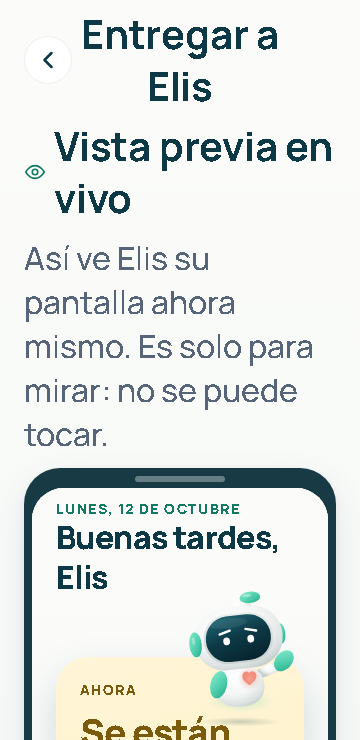 Entregar a
Elis
Vista previa en
vivo
Así ve Elis su
pantalla ahora
mismo. Es solo para
mirar: no se puede
tocar.
LUNES, 12 DE OCTUBRE
Buenas tardes,
Elis
AHORA
Se están